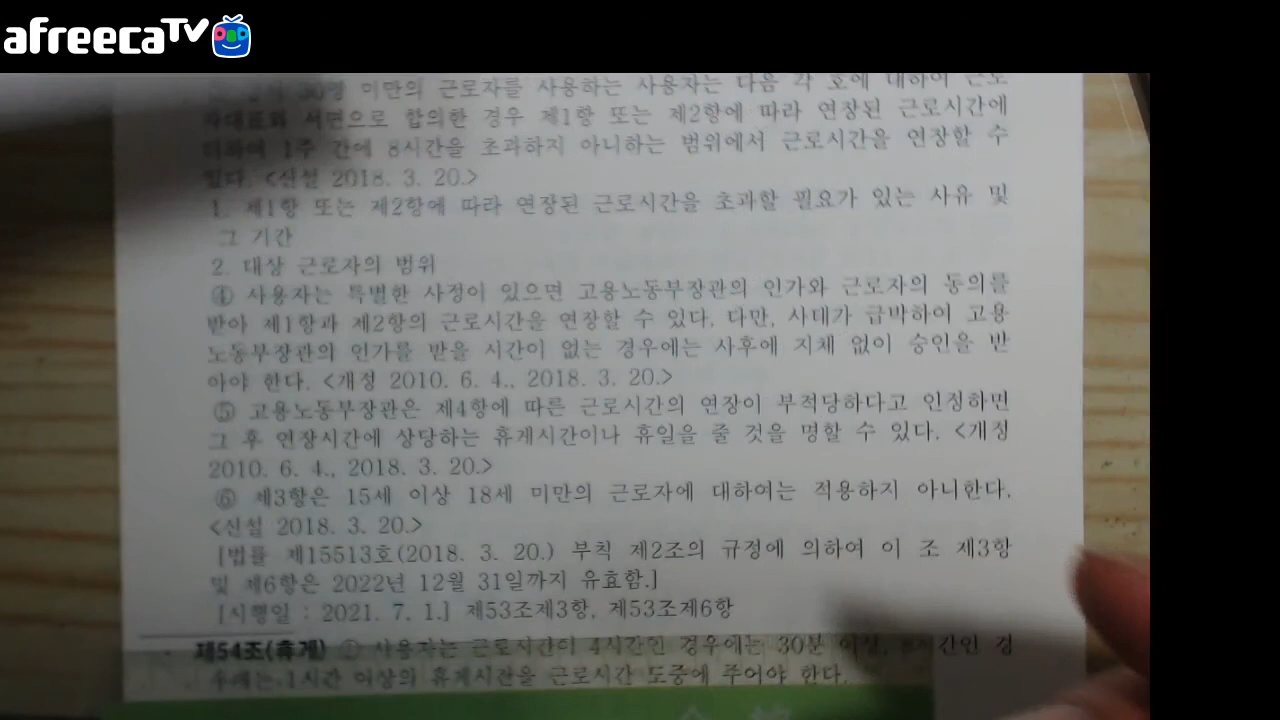 afreecaTV
30명 미만의 근로자를 사용하는 사용자는 다음 각 호에 대하여 근로
자대표와 서면으로 합의한 경우 제1항 또는 제2항에 따라 연장된 근로시간에
더하여 1주 간에 8시간을 초과하지 아니하는 범위에서 근로시간을 연장할 수
있다. <신설 2018. 3. 20.>
1. 제1항 또는 제2항에 따라 연장된 근로시간을 초과할 필요가 있는 사유 및
그 기간
2. 대상 근로자의 범위
④ 사용자는 특별한 사정이 있으면 고용노동부장관의 인가와 근로자의 동의를
받아 제1항과 제2항의 근로시간을 연장할 수 있다. 다만, 사태가 급박하여 고용
노동부장관의 인가를 받을 시간이 없는 경우에는 사후에 지체 없이 승인을 받
아야 한다. <개정 2010. 6. 4., 2018. 3. 20.>
⑤ 고용노동부장관은 제4항에 따른 근로시간의 연장이 부적당하다고 인정하면
그 후 연장시간에 상당하는 휴게시간이나 휴일을 줄 것을 명할 수 있다. <개정
2010. 6. 4., 2018. 3. 20.>
⑥ 제3항은 15세 이상 18세 미만의 근로자에 대하여는 적용하지 아니한다.
<신설 2018. 3. 20.>
[법률 제15513호(2018. 3. 20.) 부칙 제2조의 규정에 의하여 이 조 제3항
및 제6항은 2022년 12월 31일까지 유효함.]
[시행일 : 2021. 7. 1.] 제53조제3항, 제53조제6항
제54조(휴게) ① 사용자는 근로시간이 4시간인 경우에는 30분 이상, 8시간인 경
우에는 1시간 이상의 휴게시간을 근로시간 도중에 주어야 한다.